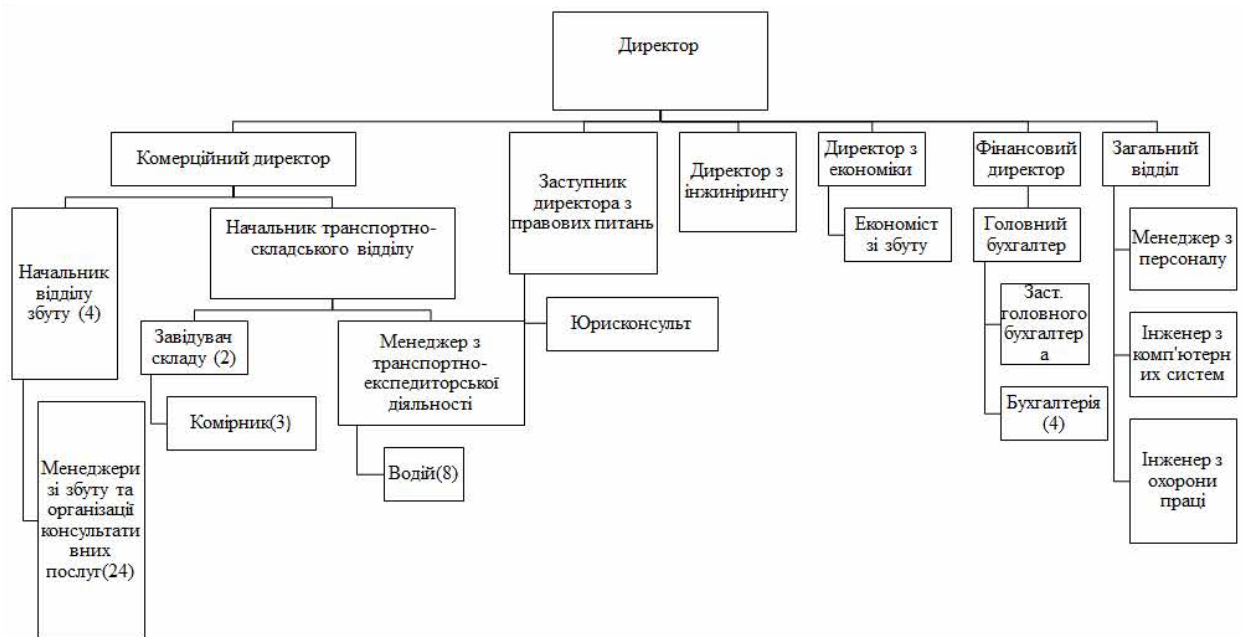 Директор
Комерційний директор
Заступник
директора з
правових питань
Директор з
інжинірингу
Директор з
економіки
Фінансовий
директор
Загальний
відділ
Начальник
відділу
збуту (4)
Начальник транспортно-
складського відділу
Економіст
зі збуту
Головний
бухгалтер
Менеджер з
персоналу
Завідувач
складу (2)
Менеджер з
транспортно-
експедиторської
діяльності
Юрисконсульт
Заст.
головного
бухгалтер
а
Інженер з
комп'ютер
них систем
Комірник(3)
Бухгалтерія
(4)
Менеджери
зі збуту та
організації
консультати
вних
послуг(24)
Водій(8)
Інженер з
охорони
праці